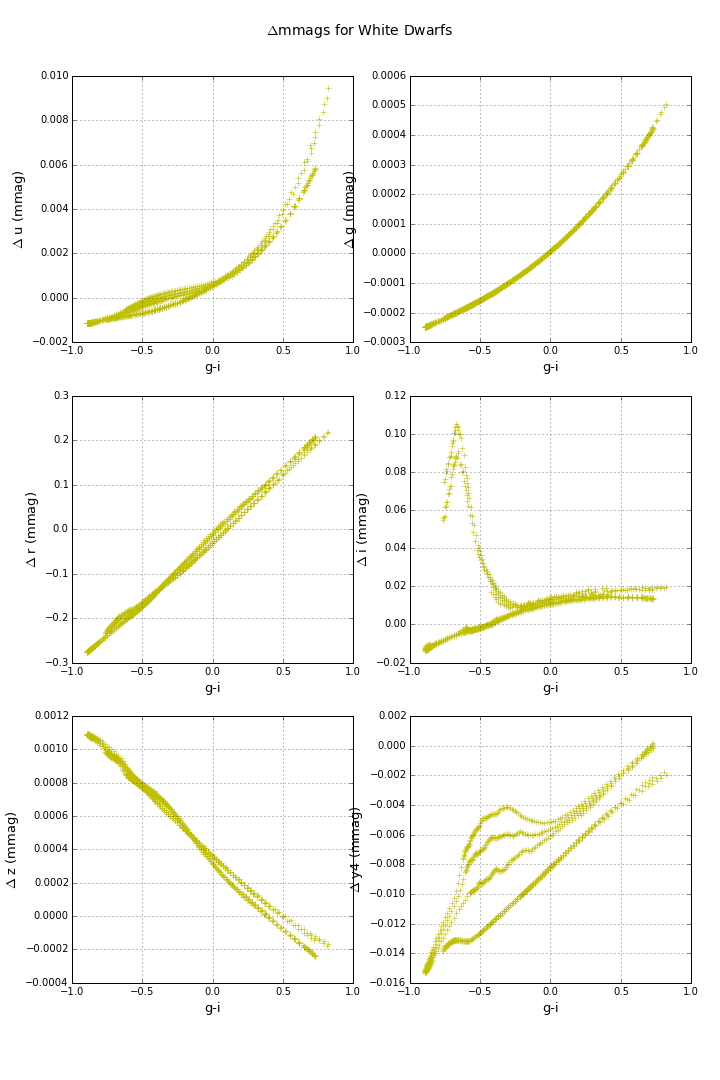 Δmmags for White Dwarfs
0.010
0.008
0.006
0.004
0.002
0.000
−0.002
Δ u (mmag)
−1.0 −0.5 0.0 0.5 1.0
g-i
0.0006
0.0005
0.0004
0.0003
0.0002
0.0001
0.0000
−0.0001
−0.0002
−0.0003
Δ g (mmag)
−1.0 −0.5 0.0 0.5 1.0
g-i
0.3
0.2
0.1
0.0
−0.1
−0.2
−0.3
Δ r (mmag)
−1.0 −0.5 0.0 0.5 1.0
g-i
0.12
0.10
0.08
0.06
0.04
0.02
0.00
−0.02
Δ i (mmag)
−1.0 −0.5 0.0 0.5 1.0
g-i
0.0012
0.0010
0.0008
0.0006
0.0004
0.0002
0.0000
−0.0002
−0.0004
Δ z (mmag)
−1.0 −0.5 0.0 0.5 1.0
g-i
0.002
0.000
−0.002
−0.004
−0.006
−0.008
−0.010
−0.012
−0.014
−0.016
Δ y4 (mmag)
−1.0 −0.5 0.0 0.5 1.0
g-i